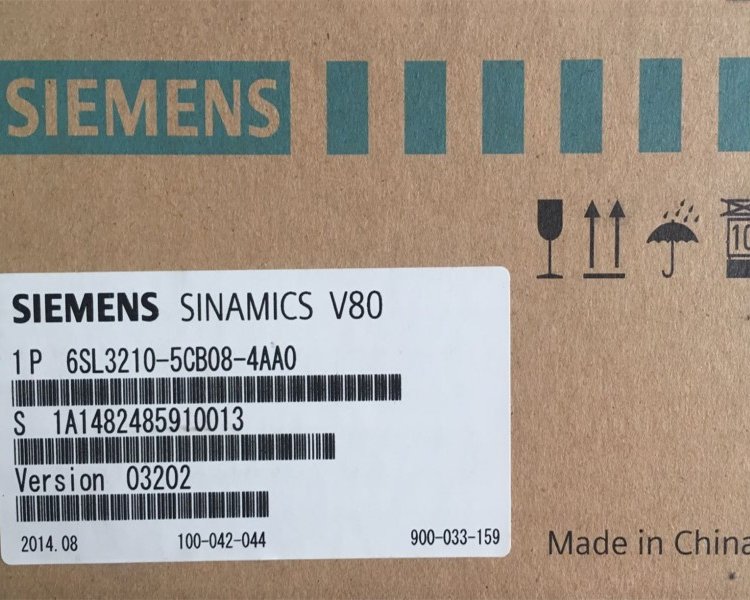 SIEMENS
10
SIEMENS SINAMICS V80
1P 6SL3210-5CB08-4AA0
S 1A1482485910013
Version 03202
2014.08 100-042-044 900-033-159
Made in China